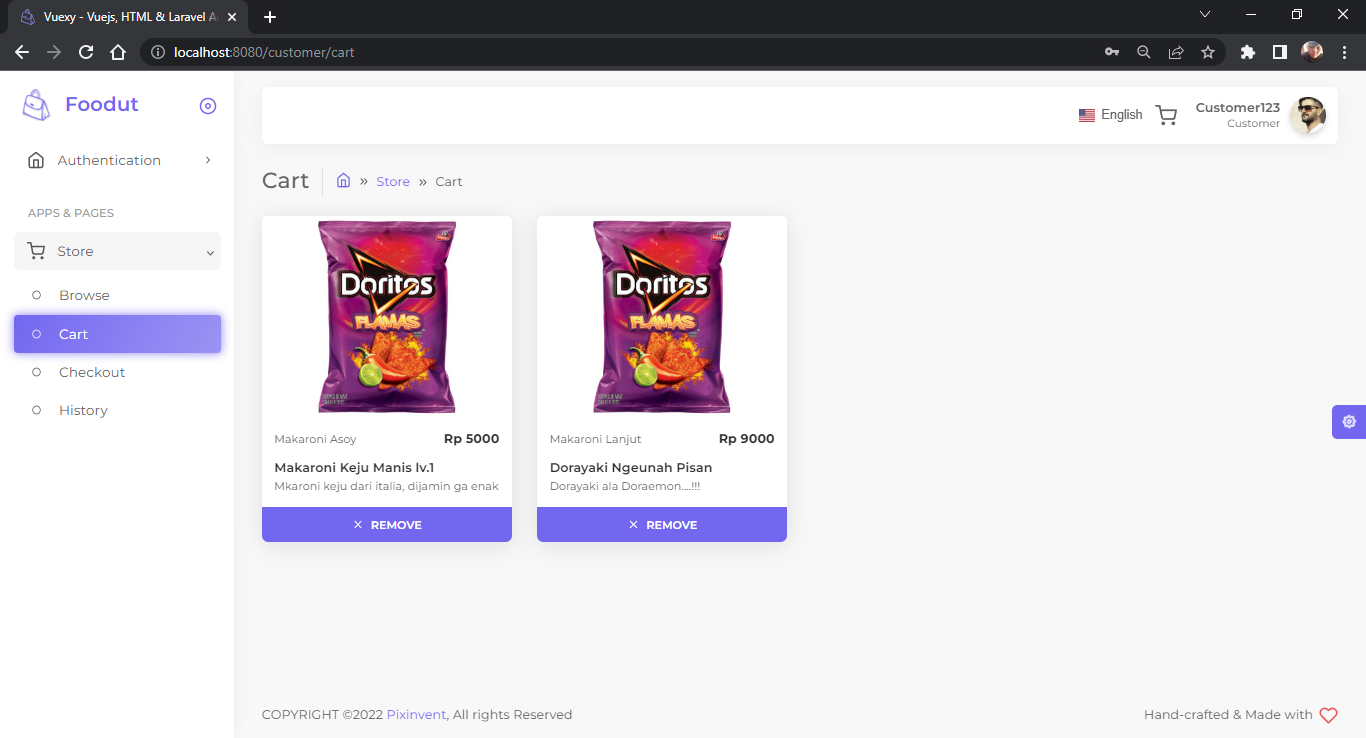 Vuexy - Vuejs, HTML & Laravel A
localhost:8080/customer/cart
Foodut
Authentication
APPS & PAGES
Store
Browse
Cart
Checkout
History
English
Customer123
Customer
Cart
» Store » Cart
Doritos
FLAMAS
Makaroni Asoy
Rp 5000
Makaroni Keju Manis lv.1
Mkaroni keju dari italia, dijamin ga enak
× REMOVE
Doritos
FLAMAS
Makaroni Lanjut
Rp 9000
Dorayaki Ngeunah Pisan
Dorayaki ala Doraemon....!!!
× REMOVE
COPYRIGHT ©2022 Pixinvent, All rights Reserved
Hand-crafted & Made with